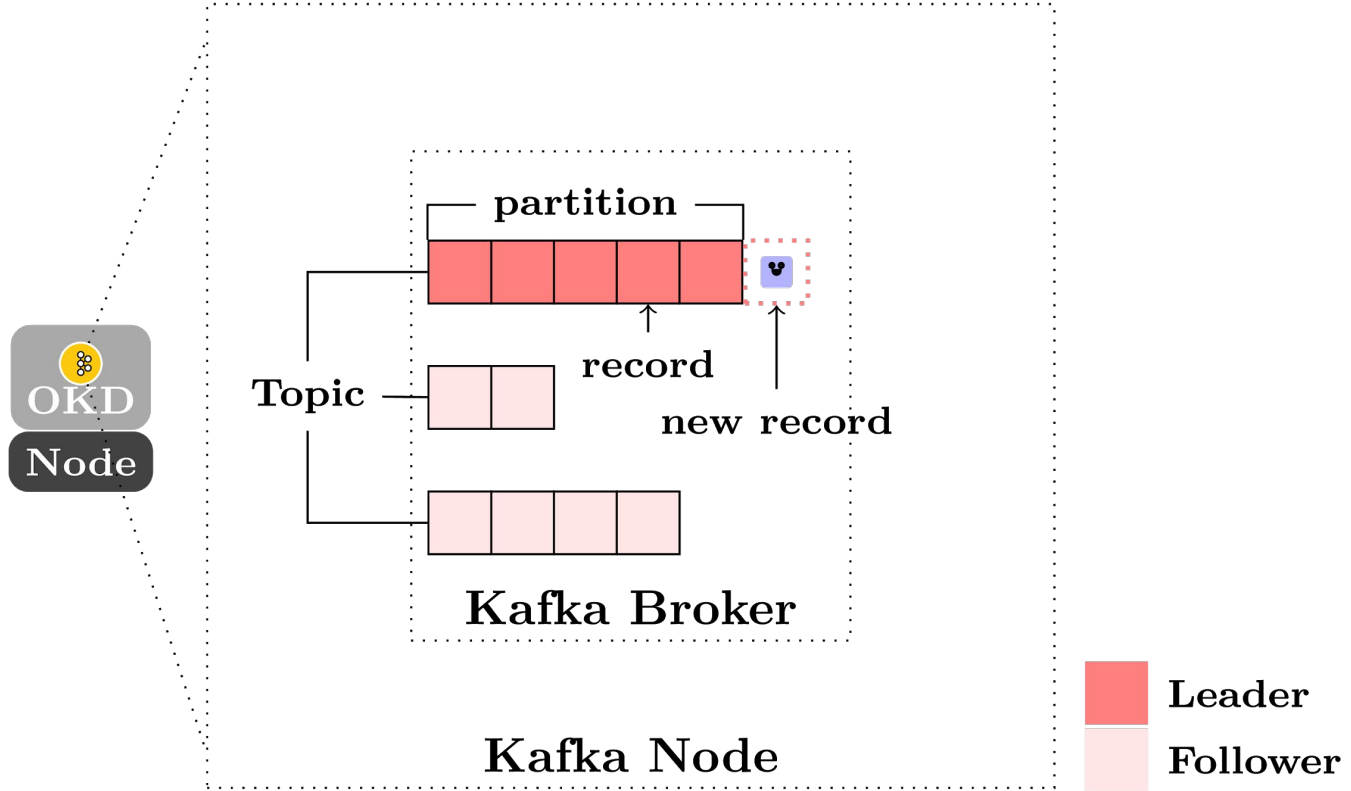 partition
record
Topic
new record
OKD
Node
Kafka Broker
Kafka Node
Leader
Follower